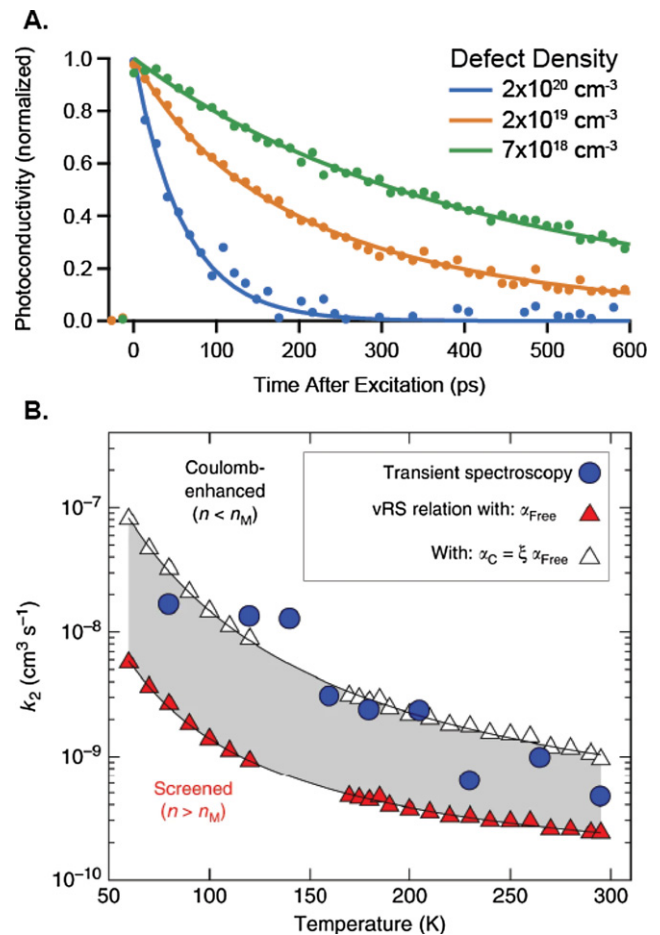 A.
Defect Density
2x10²⁰ cm⁻³
2x10¹⁹ cm⁻³
7x10¹⁸ cm⁻³
Photoconductivity (normalized)
1.0
0.8
0.6
0.4
0.2
0.0
0 100 200 300 400 500 600
Time After Excitation (ps)
B.
Coulomb-
enhanced
(n < n_M)
Transient spectroscopy
vRS relation with: α_Free
With: α_C = ξ α_Free
k₂ (cm³ s⁻¹)
10⁻⁷
10⁻⁸
10⁻⁹
10⁻¹⁰
Screened
(n > n_M)
50 100 150 200 250 300
Temperature (K)